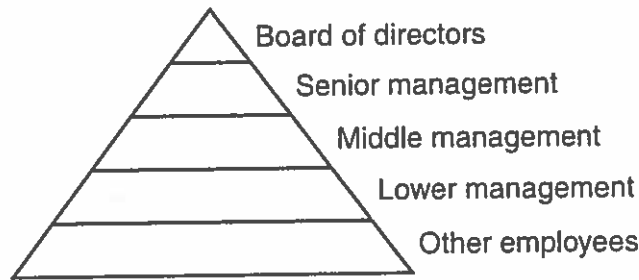 Board of directors
Senior management
Middle management
Lower management
Other employees